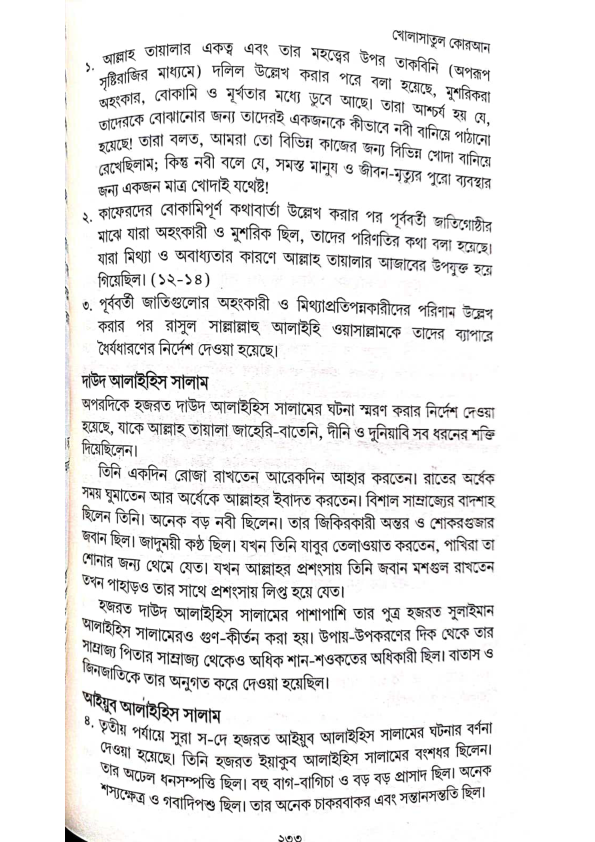 খোলাসাতুল কোরআন
১. আল্লাহ তায়ালার একত্ব এবং তার মহত্ত্বের উপর তাকবিনি (অপরূপ
সৃষ্টিরাজির মাধ্যমে) দলিল উল্লেখ করার পরে বলা হয়েছে, মুশরিকরা
অহংকার, বোকামি ও মূর্খতার মধ্যে ডুবে আছে। তারা আশ্চর্য হয় যে,
তাদেরকে বোঝানোর জন্য তাদেরই একজনকে কীভাবে নবী বানিয়ে পাঠানো
হয়েছে! তারা বলত, আমরা তো বিভিন্ন কাজের জন্য বিভিন্ন খোদা বানিয়ে
রেখেছিলাম; কিন্তু নবী বলে যে, সমস্ত মানুষ ও জীবন-মৃত্যুর পুরো ব্যবস্থার
জন্য একজন মাত্র খোদাই যথেষ্ট!
২. কাফেরদের বোকামিপূর্ণ কথাবার্তা উল্লেখ করার পর পূর্ববর্তী জাতিগোষ্ঠীর
মাঝে যারা অহংকারী ও মুশরিক ছিল, তাদের পরিণতির কথা বলা হয়েছে।
যারা মিথ্যা ও অবাধ্যতার কারণে আল্লাহ তায়ালার আজাবের উপযুক্ত হয়ে
গিয়েছিল। (১২-১৪)
৩. পূর্ববর্তী জাতিগুলোর অহংকারী ও মিথ্যাপ্রতিপন্নকারীদের পরিণাম উল্লেখ
করার পর রাসুল সাল্লাল্লাহু আলাইহি ওয়াসাল্লামকে তাদের ব্যাপারে
ধৈর্যধারণের নির্দেশ দেওয়া হয়েছে।
দাউদ আলাইহিস সালাম
অপরদিকে হজরত দাউদ আলাইহিস সালামের ঘটনা স্মরণ করার নির্দেশ দেওয়া
হয়েছে, যাকে আল্লাহ তায়ালা জাহেরি-বাতেনি, দীনি ও দুনিয়াবি সব ধরনের শক্তি
দিয়েছিলেন।
তিনি একদিন রোজা রাখতেন আরেকদিন আহার করতেন। রাতের অর্ধেক
সময় ঘুমাতেন আর অর্ধেকে আল্লাহর ইবাদত করতেন। বিশাল সাম্রাজ্যের বাদশাহ
ছিলেন তিনি। অনেক বড় নবী ছিলেন। তার জিকিরকারী অন্তর ও শোকরগুজার
জবান ছিল। জাদুময়ী কণ্ঠ ছিল। যখন তিনি যাবুর তেলাওয়াত করতেন, পাখিরা তা
শোনার জন্য থেমে যেত। যখন আল্লাহর প্রশংসায় তিনি জবান মশগুল রাখতেন
তখন পাহাড়ও তার সাথে প্রশংসায় লিপ্ত হয়ে যেত।
হজরত দাউদ আলাইহিস সালামের পাশাপাশি তার পুত্র হজরত সুলাইমান
আলাইহিস সালামেরও গুণ-কীর্তন করা হয়। উপায়-উপকরণের দিক থেকে তার
সাম্রাজ্য পিতার সাম্রাজ্য থেকেও অধিক শান-শওকতের অধিকারী ছিল। বাতাস ও
জিনজাতিকে তার অনুগত করে দেওয়া হয়েছিল।
আইয়ুব আলাইহিস সালাম
৪. তৃতীয় পর্যায়ে সুরা স-দে হজরত আইয়ুব আলাইহিস সালামের ঘটনার বর্ণনা
দেওয়া হয়েছে। তিনি হজরত ইয়াকুব আলাইহিস সালামের বংশধর ছিলেন।
তার অঢেল ধনসম্পত্তি ছিল। বহু বাগ-বাগিচা ও বড় বড় প্রাসাদ ছিল। অনেক
শস্যক্ষেত্র ও গবাদিপশু ছিল। তার অনেক চাকরবাকর এবং সন্তানসন্ততি ছিল।
২৩৩